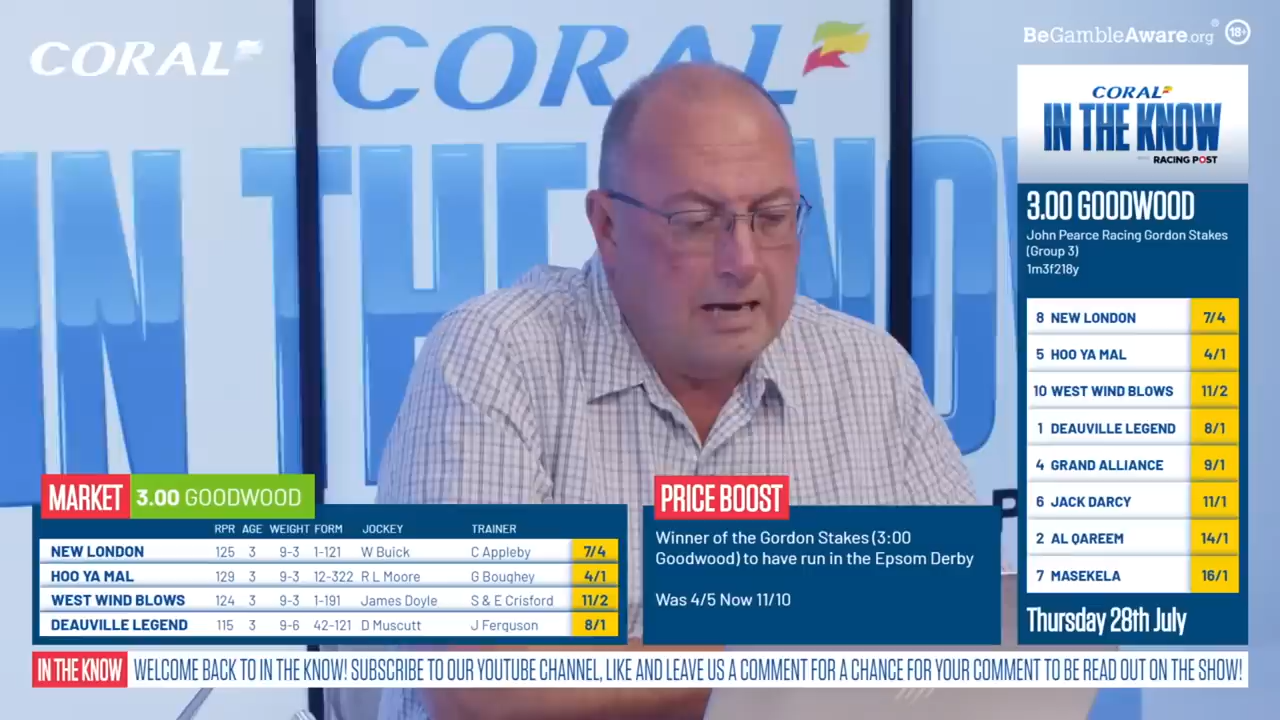 CORAL
CORAL
BeGambleAware.org® 18+
IN THE KNOW
CORAL
IN THE KNOW
WITH RACING POST
3.00 GOODWOOD
John Pearce Racing Gordon Stakes
(Group 3)
1m3f218y
8 NEW LONDON 7/4
5 HOO YA MAL 4/1
10 WEST WIND BLOWS 11/2
1 DEAUVILLE LEGEND 8/1
4 GRAND ALLIANCE 9/1
6 JACK DARCY 11/1
2 AL QAREEM 14/1
7 MASEKELA 16/1
Thursday 28th July
MARKET 3.00 GOODWOOD
RPR AGE WEIGHT FORM JOCKEY TRAINER
NEW LONDON 125 3 9-3 1-121 W Buick C Appleby 7/4
HOO YA MAL 129 3 9-3 12-322 R L Moore G Boughey 4/1
WEST WIND BLOWS 124 3 9-3 1-191 James Doyle S & E Crisford 11/2
DEAUVILLE LEGEND 115 3 9-6 42-121 D Muscutt J Ferguson 8/1
PRICE BOOST
Winner of the Gordon Stakes (3:00
Goodwood) to have run in the Epsom Derby
Was 4/5 Now 11/10
IN THE KNOW WELCOME BACK TO IN THE KNOW! SUBSCRIBE TO OUR YOUTUBE CHANNEL, LIKE AND LEAVE US A COMMENT FOR A CHANCE FOR YOUR COMMENT TO BE READ OUT ON THE SHOW!